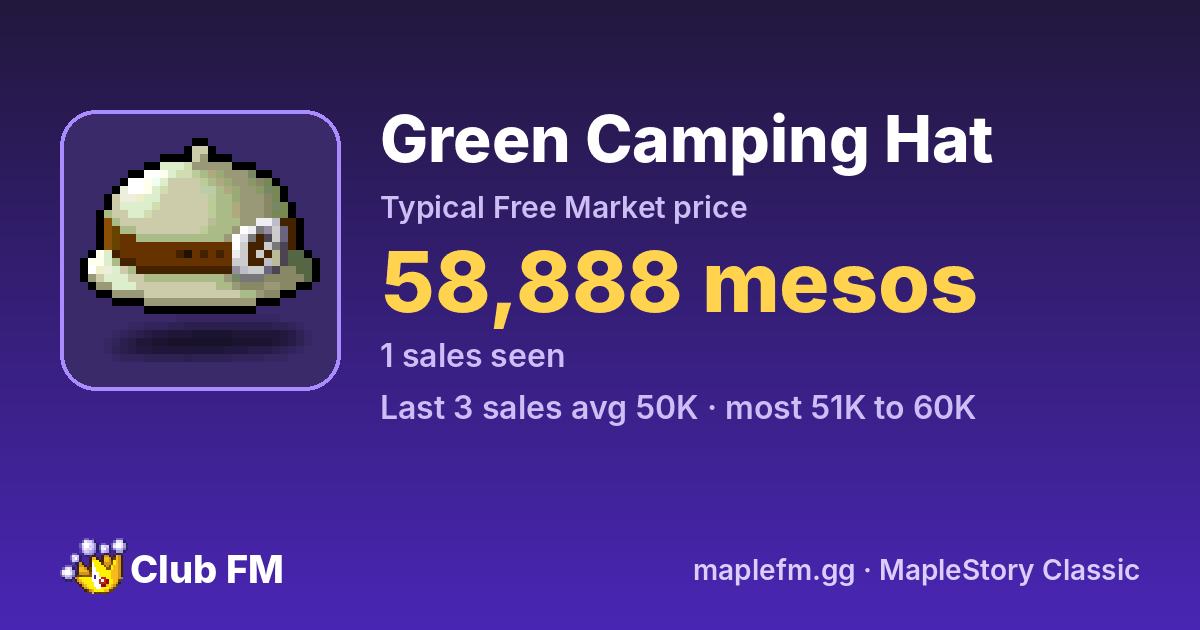 Green Camping Hat
Typical Free Market price
58,888 mesos
1 sales seen
Last 3 sales avg 50K · most 51K to 60K
Club FM
maplefm.gg · MapleStory Classic